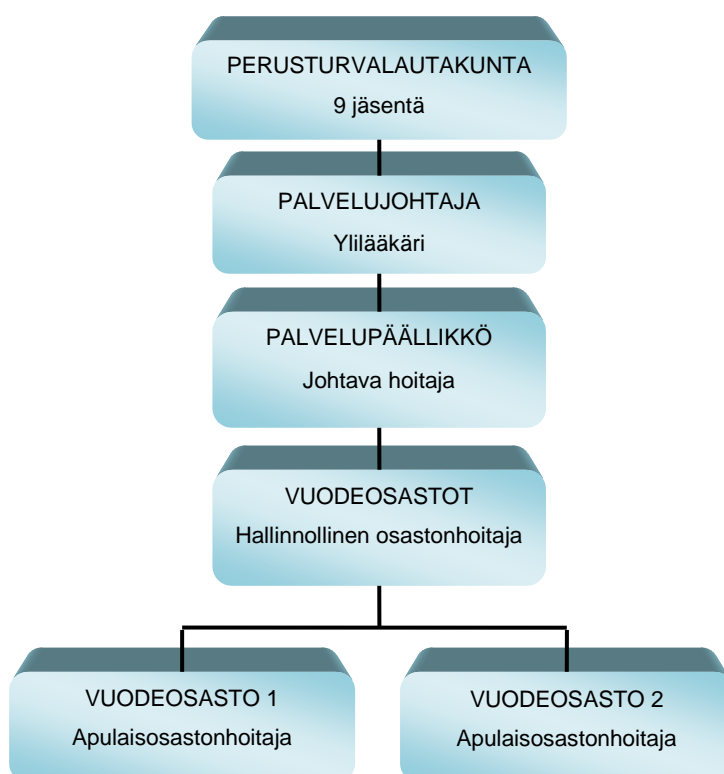 PERUSTURVALAUTAKUNTA
9 jäsentä
PALVELUJOHTAJA
Ylilääkäri
PALVELUPÄÄLLIKKÖ
Johtava hoitaja
VUODEOSASTOT
Hallinnollinen osastonhoitaja
VUODEOSASTO 1
Apulaisosastonhoitaja
VUODEOSASTO 2
Apulaisosastonhoitaja